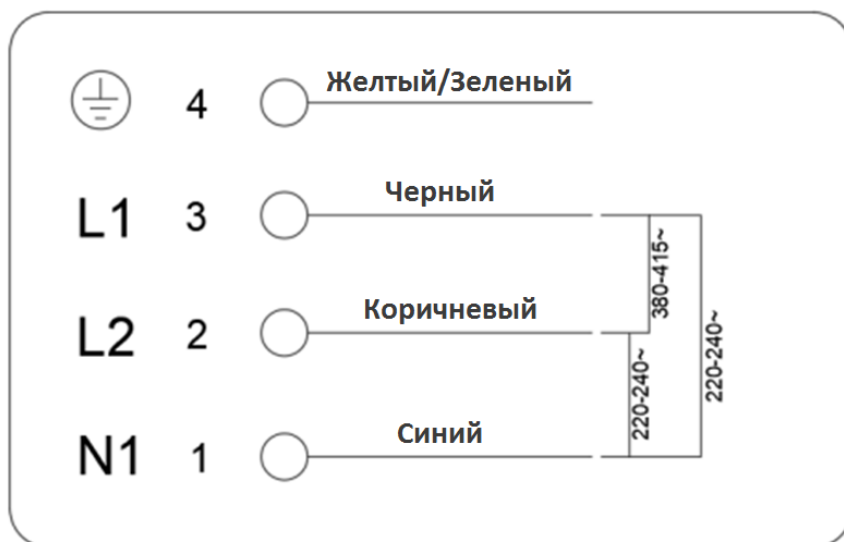 4 Желтый/Зеленый
L1 3 Черный
380-415~
L2 2 Коричневый
220-240~
220-240~
N1 1 Синий